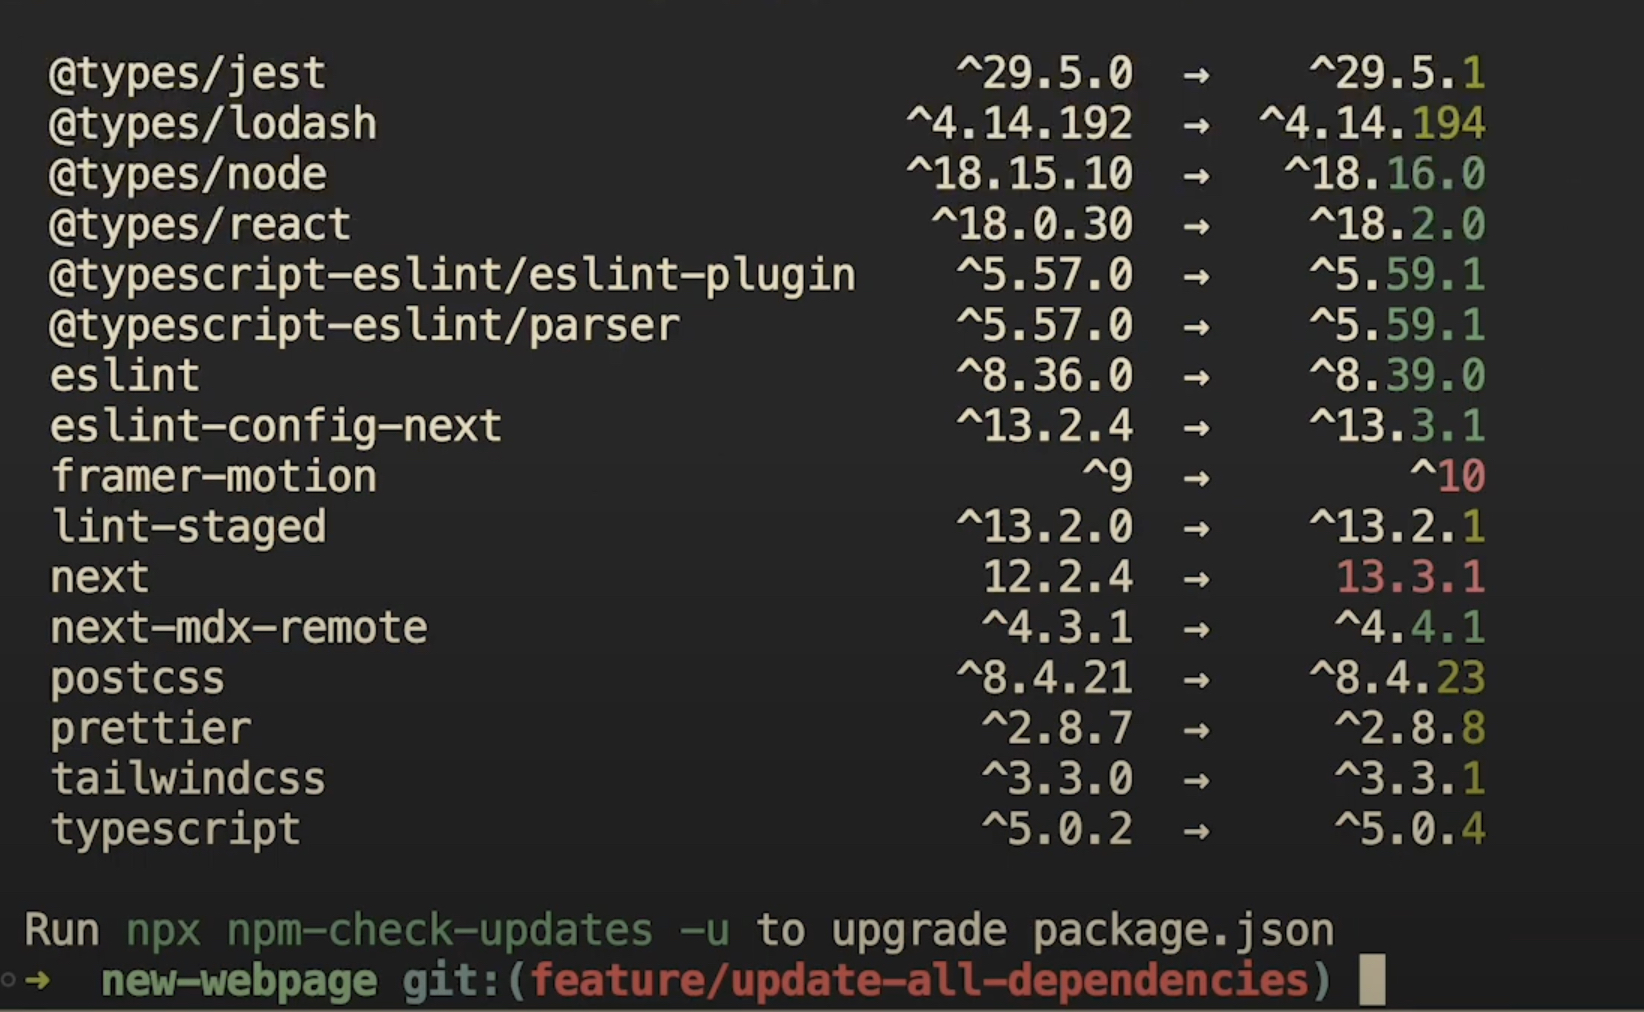 @types/jest ^29.5.0 → ^29.5.1
@types/lodash ^4.14.192 → ^4.14.194
@types/node ^18.15.10 → ^18.16.0
@types/react ^18.0.30 → ^18.2.0
@typescript-eslint/eslint-plugin ^5.57.0 → ^5.59.1
@typescript-eslint/parser ^5.57.0 → ^5.59.1
eslint ^8.36.0 → ^8.39.0
eslint-config-next ^13.2.4 → ^13.3.1
framer-motion ^9 → ^10
lint-staged ^13.2.0 → ^13.2.1
next 12.2.4 → 13.3.1
next-mdx-remote ^4.3.1 → ^4.4.1
postcss ^8.4.21 → ^8.4.23
prettier ^2.8.7 → ^2.8.8
tailwindcss ^3.3.0 → ^3.3.1
typescript ^5.0.2 → ^5.0.4
Run npx npm-check-updates -u to upgrade package.json
➜ new-webpage git:(feature/update-all-dependencies)